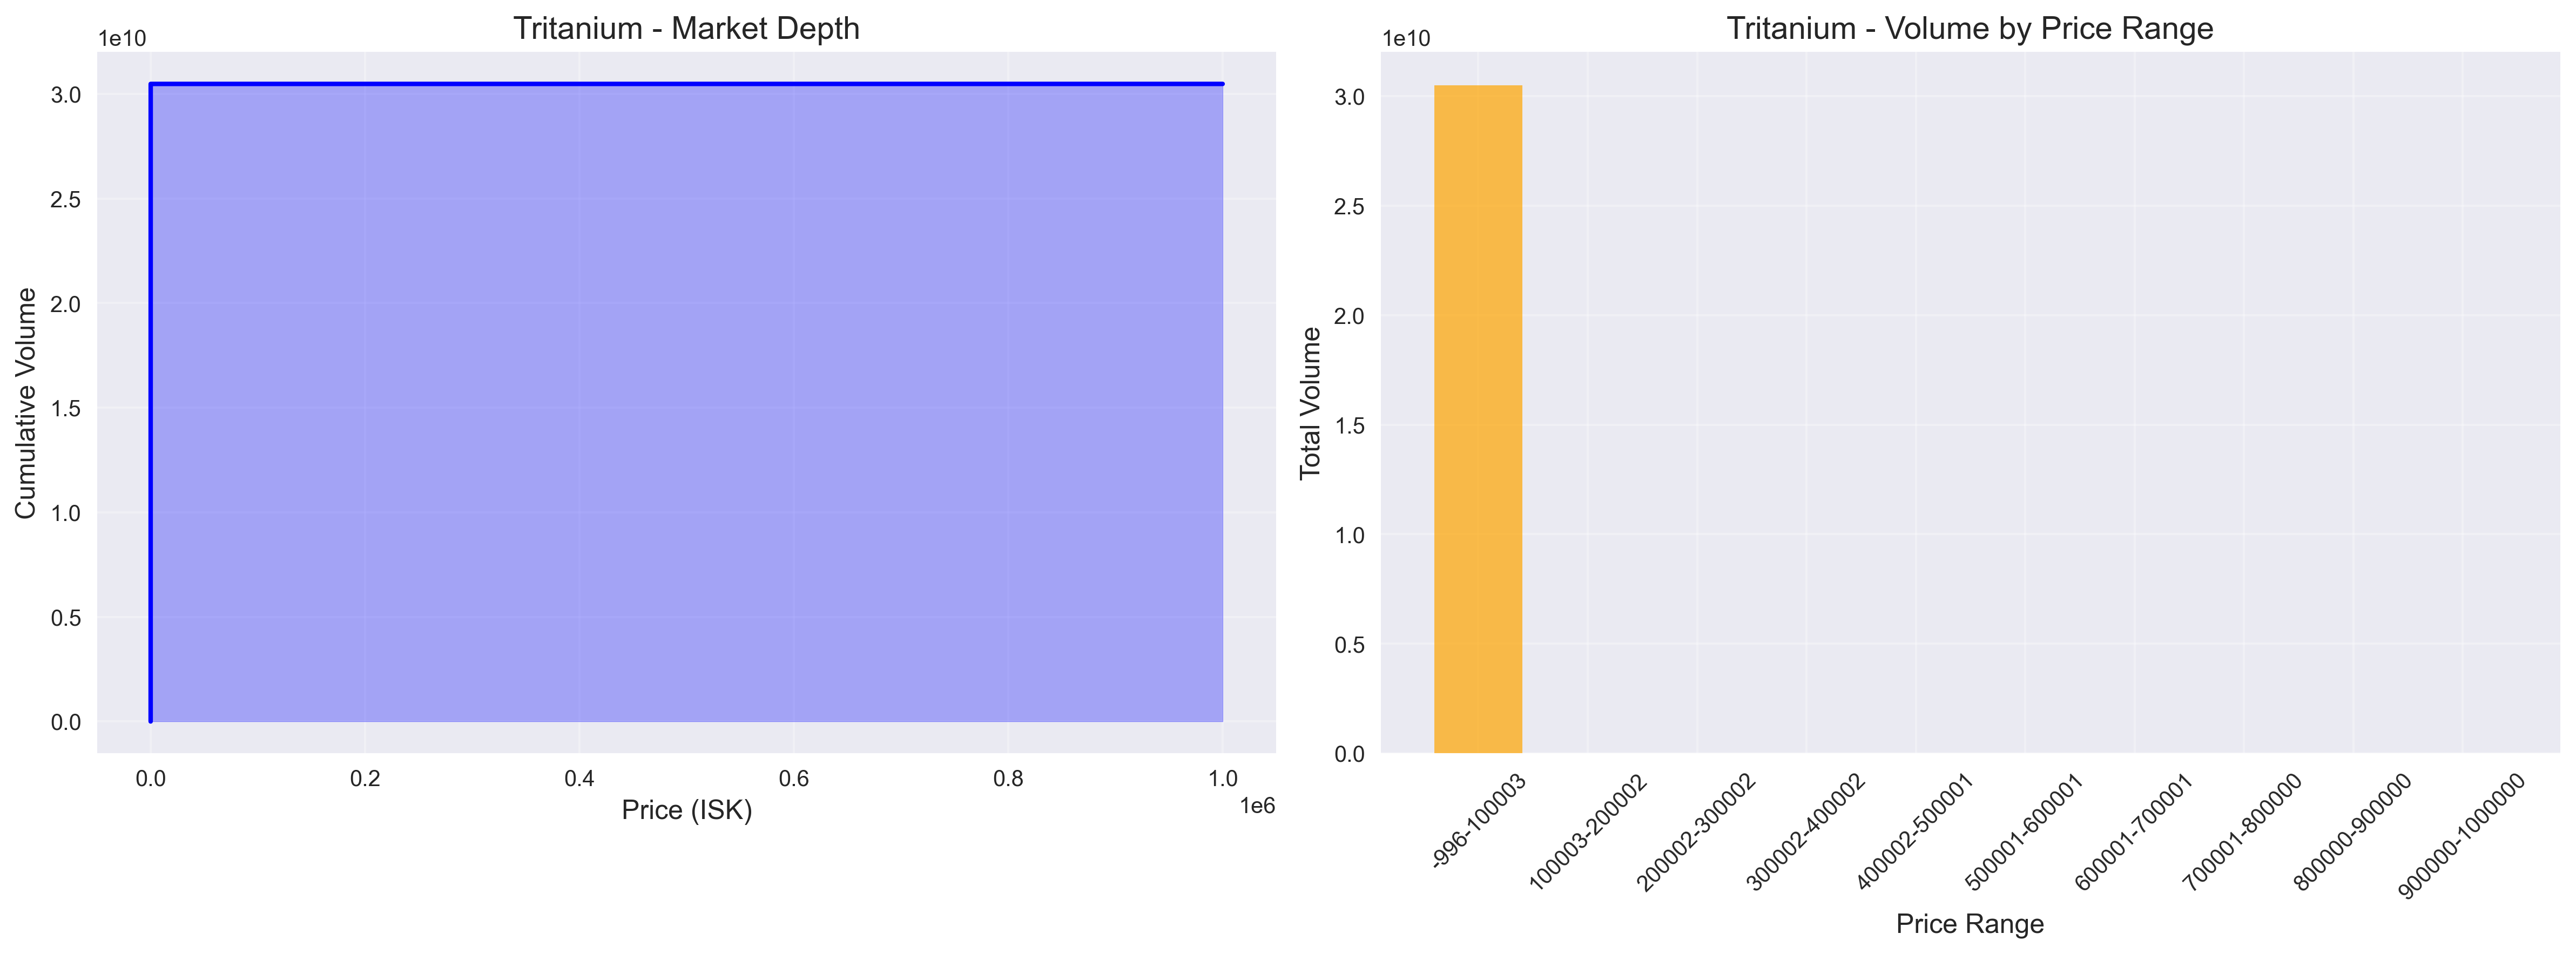 Tritanium - Market Depth
1e10
3.0
2.5
2.0
1.5
1.0
0.5
0.0
Cumulative Volume
0.0 0.2 0.4 0.6 0.8 1.0
1e6
Price (ISK)
Tritanium - Volume by Price Range
1e10
3.0
2.5
2.0
1.5
1.0
0.5
0.0
Total Volume
-996-100003
100003-200002
200002-300002
300002-400002
400002-500001
500001-600001
600001-700001
700001-800000
800000-900000
900000-1000000
Price Range